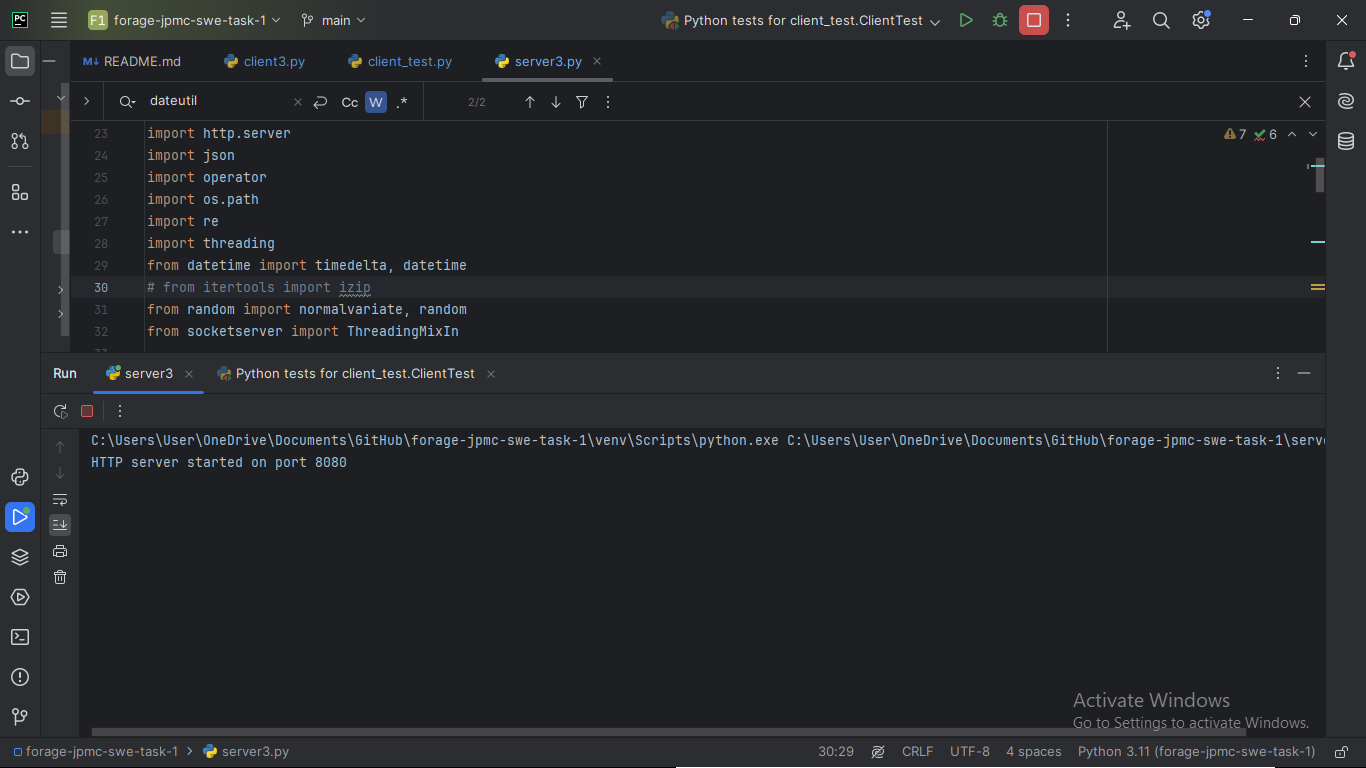 PC F1 forage-jpmc-swe-task-1 main Python tests for client_test.ClientTest
M↓ README.md client3.py client_test.py server3.py
dateutil Cc W .* 2/2
23 import http.server 7 6
24 import json
25 import operator
26 import os.path
27 import re
28 import threading
29 from datetime import timedelta, datetime
30 # from itertools import izip
31 from random import normalvariate, random
32 from socketserver import ThreadingMixIn
Run server3 Python tests for client_test.ClientTest
C:\Users\User\OneDrive\Documents\GitHub\forage-jpmc-swe-task-1\venv\Scripts\python.exe C:\Users\User\OneDrive\Documents\GitHub\forage-jpmc-swe-task-1\serve
HTTP server started on port 8080
Activate Windows
Go to Settings to activate Windows.
forage-jpmc-swe-task-1 > server3.py 30:29 CRLF UTF-8 4 spaces Python 3.11 (forage-jpmc-swe-task-1)